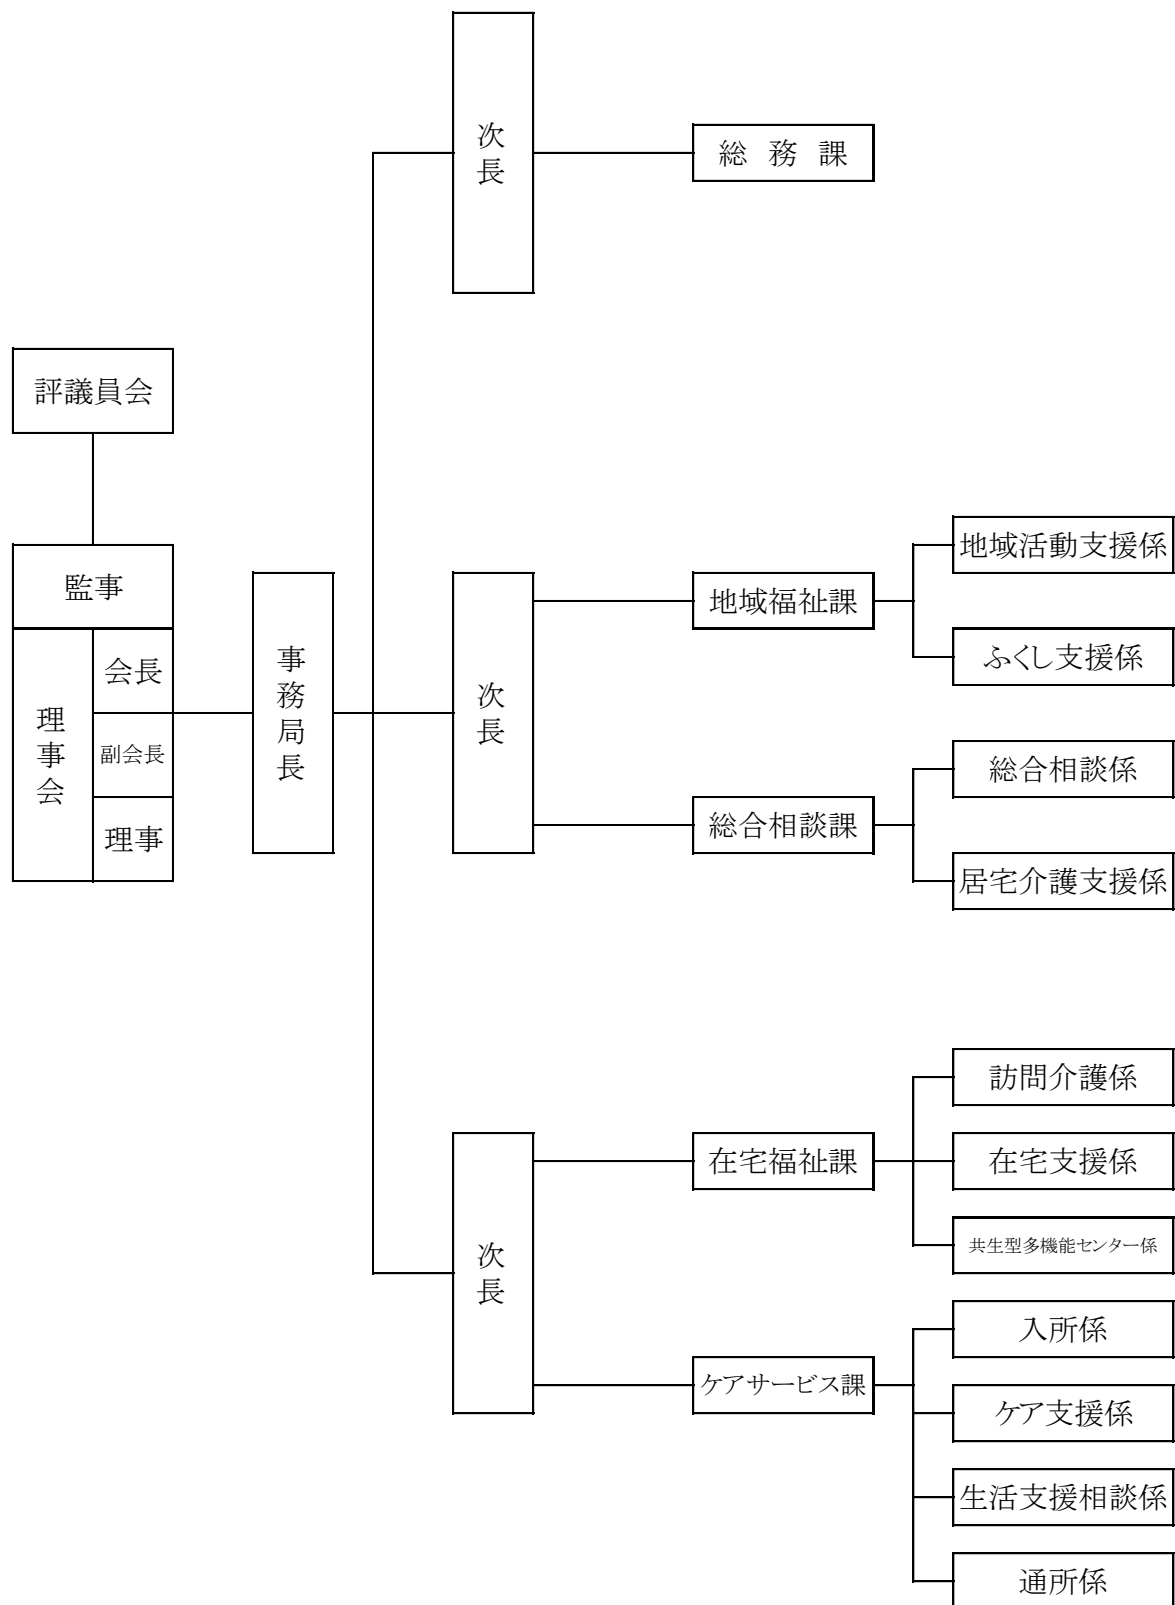 次長
総 務 課
評議員会
監事
理事会
会長
副会長
理事
事務局長
次長
地域福祉課
地域活動支援係
ふくし支援係
総合相談課
総合相談係
居宅介護支援係
次長
在宅福祉課
訪問介護係
在宅支援係
共生型多機能センター係
ケアサービス課
入所係
ケア支援係
生活支援相談係
通所係